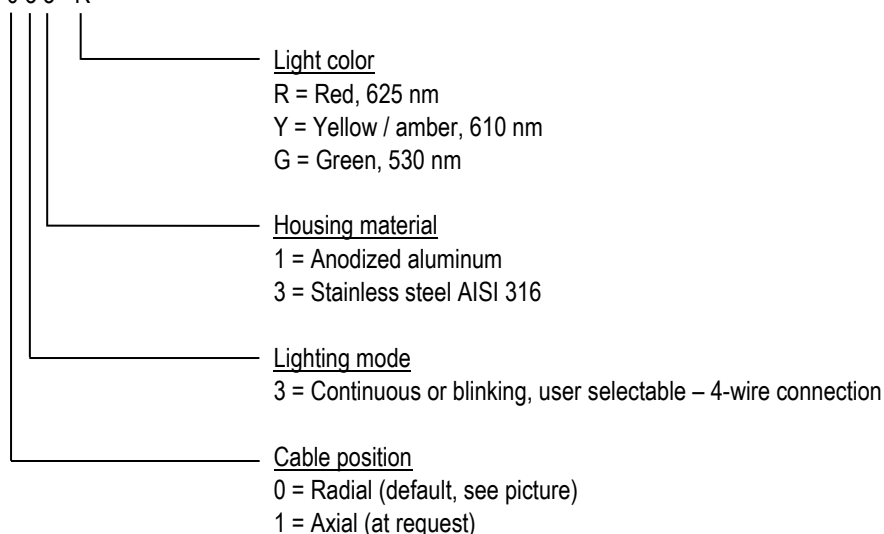 Light color
R = Red, 625 nm
Y = Yellow / amber, 610 nm
G = Green, 530 nm
Housing material
1 = Anodized aluminum
3 = Stainless steel AISI 316
Lighting mode
3 = Continuous or blinking, user selectable – 4-wire connection
Cable position
0 = Radial (default, see picture)
1 = Axial (at request)